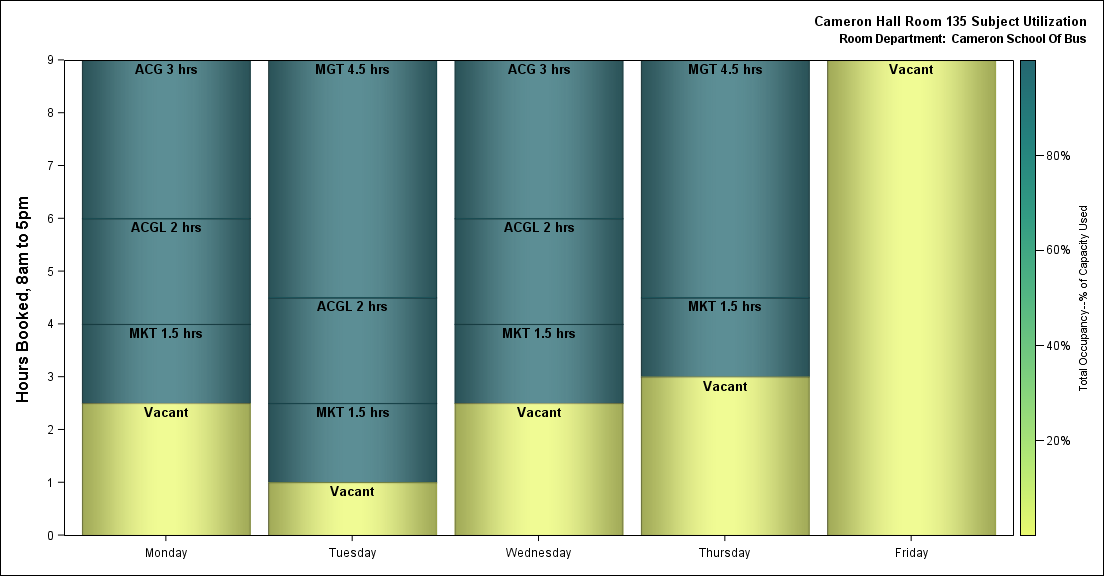 Cameron Hall Room 135 Subject Utilization
Room Department:  Cameron School Of Bus
Hours Booked, 8am to 5pm
9
8
7
6
5
4
3
2
1
0
ACG 3 hrs
ACGL 2 hrs
MKT 1.5 hrs
Vacant
MGT 4.5 hrs
ACGL 2 hrs
MKT 1.5 hrs
Vacant
ACG 3 hrs
ACGL 2 hrs
MKT 1.5 hrs
Vacant
MGT 4.5 hrs
MKT 1.5 hrs
Vacant
Vacant
Monday
Tuesday
Wednesday
Thursday
Friday
80%
60%
40%
20%
Total Occupancy--% of Capacity Used